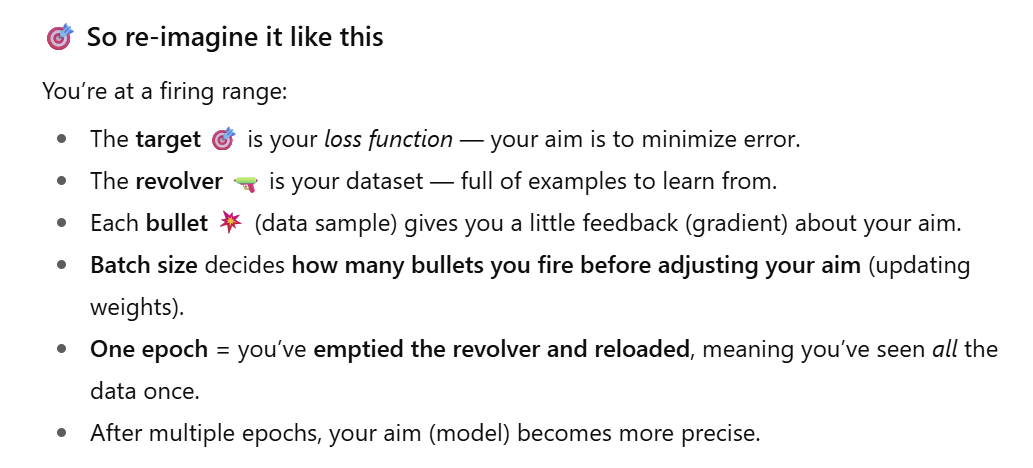 🎯 So re-imagine it like this
You’re at a firing range:
• The target 🎯 is your loss function — your aim is to minimize error.
• The revolver 🔫 is your dataset — full of examples to learn from.
• Each bullet 💥 (data sample) gives you a little feedback (gradient) about your aim.
• Batch size decides how many bullets you fire before adjusting your aim (updating
weights).
• One epoch = you’ve emptied the revolver and reloaded, meaning you’ve seen all the
data once.
• After multiple epochs, your aim (model) becomes more precise.